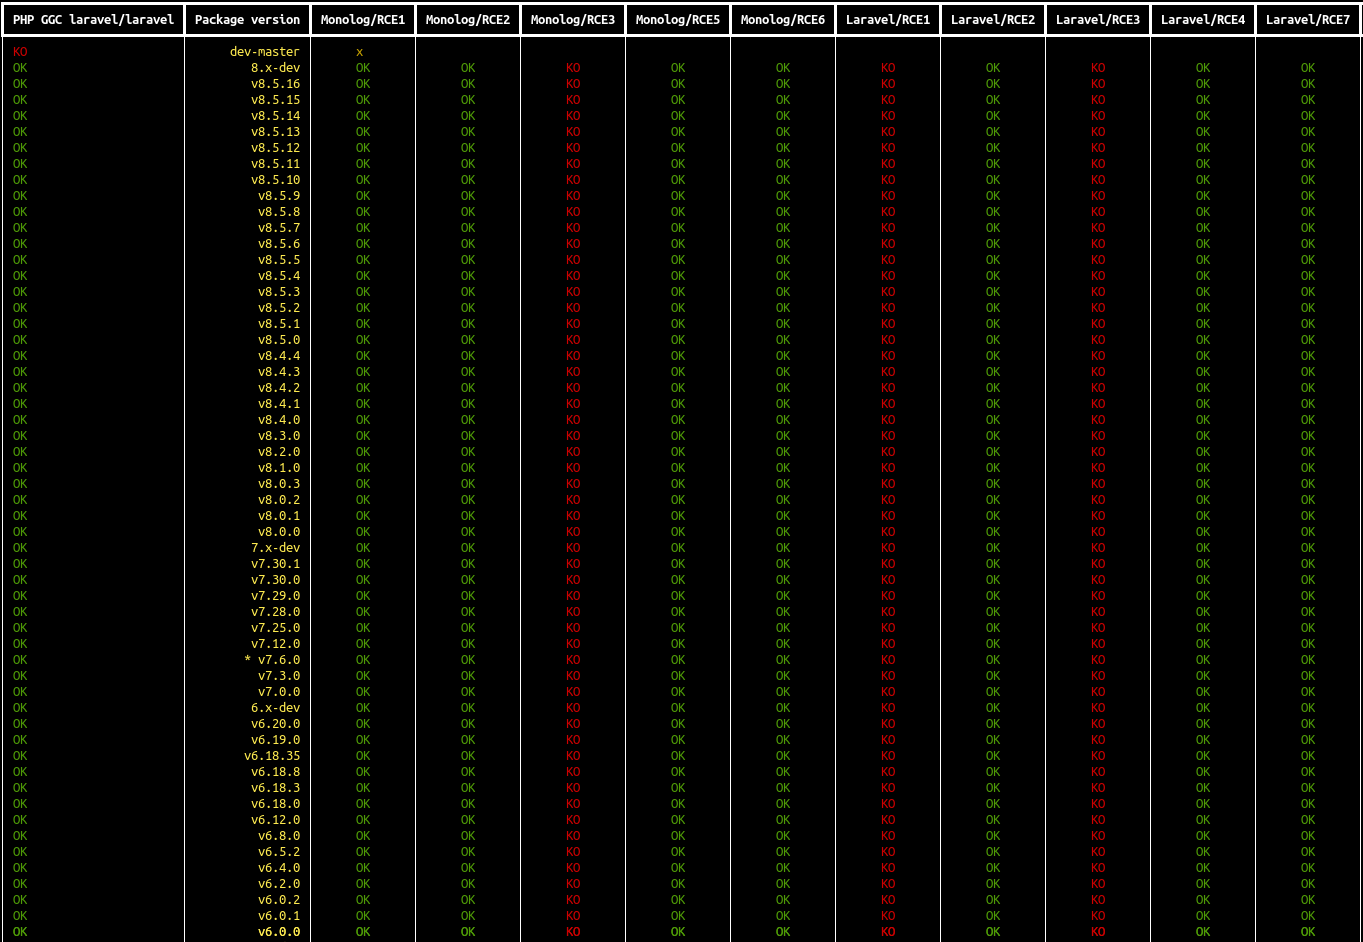 PHP GGC laravel/laravel Package version Monolog/RCE1 Monolog/RCE2 Monolog/RCE3 Monolog/RCE5 Monolog/RCE6 Laravel/RCE1 Laravel/RCE2 Laravel/RCE3 Laravel/RCE4 Laravel/RCE7
KO dev-master x
OK 8.x-dev OK OK KO OK OK KO OK KO OK OK
OK v8.5.16 OK OK KO OK OK KO OK KO OK OK
OK v8.5.15 OK OK KO OK OK KO OK KO OK OK
OK v8.5.14 OK OK KO OK OK KO OK KO OK OK
OK v8.5.13 OK OK KO OK OK KO OK KO OK OK
OK v8.5.12 OK OK KO OK OK KO OK KO OK OK
OK v8.5.11 OK OK KO OK OK KO OK KO OK OK
OK v8.5.10 OK OK KO OK OK KO OK KO OK OK
OK v8.5.9 OK OK KO OK OK KO OK KO OK OK
OK v8.5.8 OK OK KO OK OK KO OK KO OK OK
OK v8.5.7 OK OK KO OK OK KO OK KO OK OK
OK v8.5.6 OK OK KO OK OK KO OK KO OK OK
OK v8.5.5 OK OK KO OK OK KO OK KO OK OK
OK v8.5.4 OK OK KO OK OK KO OK KO OK OK
OK v8.5.3 OK OK KO OK OK KO OK KO OK OK
OK v8.5.2 OK OK KO OK OK KO OK KO OK OK
OK v8.5.1 OK OK KO OK OK KO OK KO OK OK
OK v8.5.0 OK OK KO OK OK KO OK KO OK OK
OK v8.4.4 OK OK KO OK OK KO OK KO OK OK
OK v8.4.3 OK OK KO OK OK KO OK KO OK OK
OK v8.4.2 OK OK KO OK OK KO OK KO OK OK
OK v8.4.1 OK OK KO OK OK KO OK KO OK OK
OK v8.4.0 OK OK KO OK OK KO OK KO OK OK
OK v8.3.0 OK OK KO OK OK KO OK KO OK OK
OK v8.2.0 OK OK KO OK OK KO OK KO OK OK
OK v8.1.0 OK OK KO OK OK KO OK KO OK OK
OK v8.0.3 OK OK KO OK OK KO OK KO OK OK
OK v8.0.2 OK OK KO OK OK KO OK KO OK OK
OK v8.0.1 OK OK KO OK OK KO OK KO OK OK
OK v8.0.0 OK OK KO OK OK KO OK KO OK OK
OK 7.x-dev OK OK KO OK OK KO OK KO OK OK
OK v7.30.1 OK OK KO OK OK KO OK KO OK OK
OK v7.30.0 OK OK KO OK OK KO OK KO OK OK
OK v7.29.0 OK OK KO OK OK KO OK KO OK OK
OK v7.28.0 OK OK KO OK OK KO OK KO OK OK
OK v7.25.0 OK OK KO OK OK KO OK KO OK OK
OK v7.12.0 OK OK KO OK OK KO OK KO OK OK
OK * v7.6.0 OK OK KO OK OK KO OK KO OK OK
OK v7.3.0 OK OK KO OK OK KO OK KO OK OK
OK v7.0.0 OK OK KO OK OK KO OK KO OK OK
OK 6.x-dev OK OK KO OK OK KO OK KO OK OK
OK v6.20.0 OK OK KO OK OK KO OK KO OK OK
OK v6.19.0 OK OK KO OK OK KO OK KO OK OK
OK v6.18.35 OK OK KO OK OK KO OK KO OK OK
OK v6.18.8 OK OK KO OK OK KO OK KO OK OK
OK v6.18.3 OK OK KO OK OK KO OK KO OK OK
OK v6.18.0 OK OK KO OK OK KO OK KO OK OK
OK v6.12.0 OK OK KO OK OK KO OK KO OK OK
OK v6.8.0 OK OK KO OK OK KO OK KO OK OK
OK v6.5.2 OK OK KO OK OK KO OK KO OK OK
OK v6.4.0 OK OK KO OK OK KO OK KO OK OK
OK v6.2.0 OK OK KO OK OK KO OK KO OK OK
OK v6.0.2 OK OK KO OK OK KO OK KO OK OK
OK v6.0.1 OK OK KO OK OK KO OK KO OK OK
OK v6.0.0 OK OK KO OK OK KO OK KO OK OK